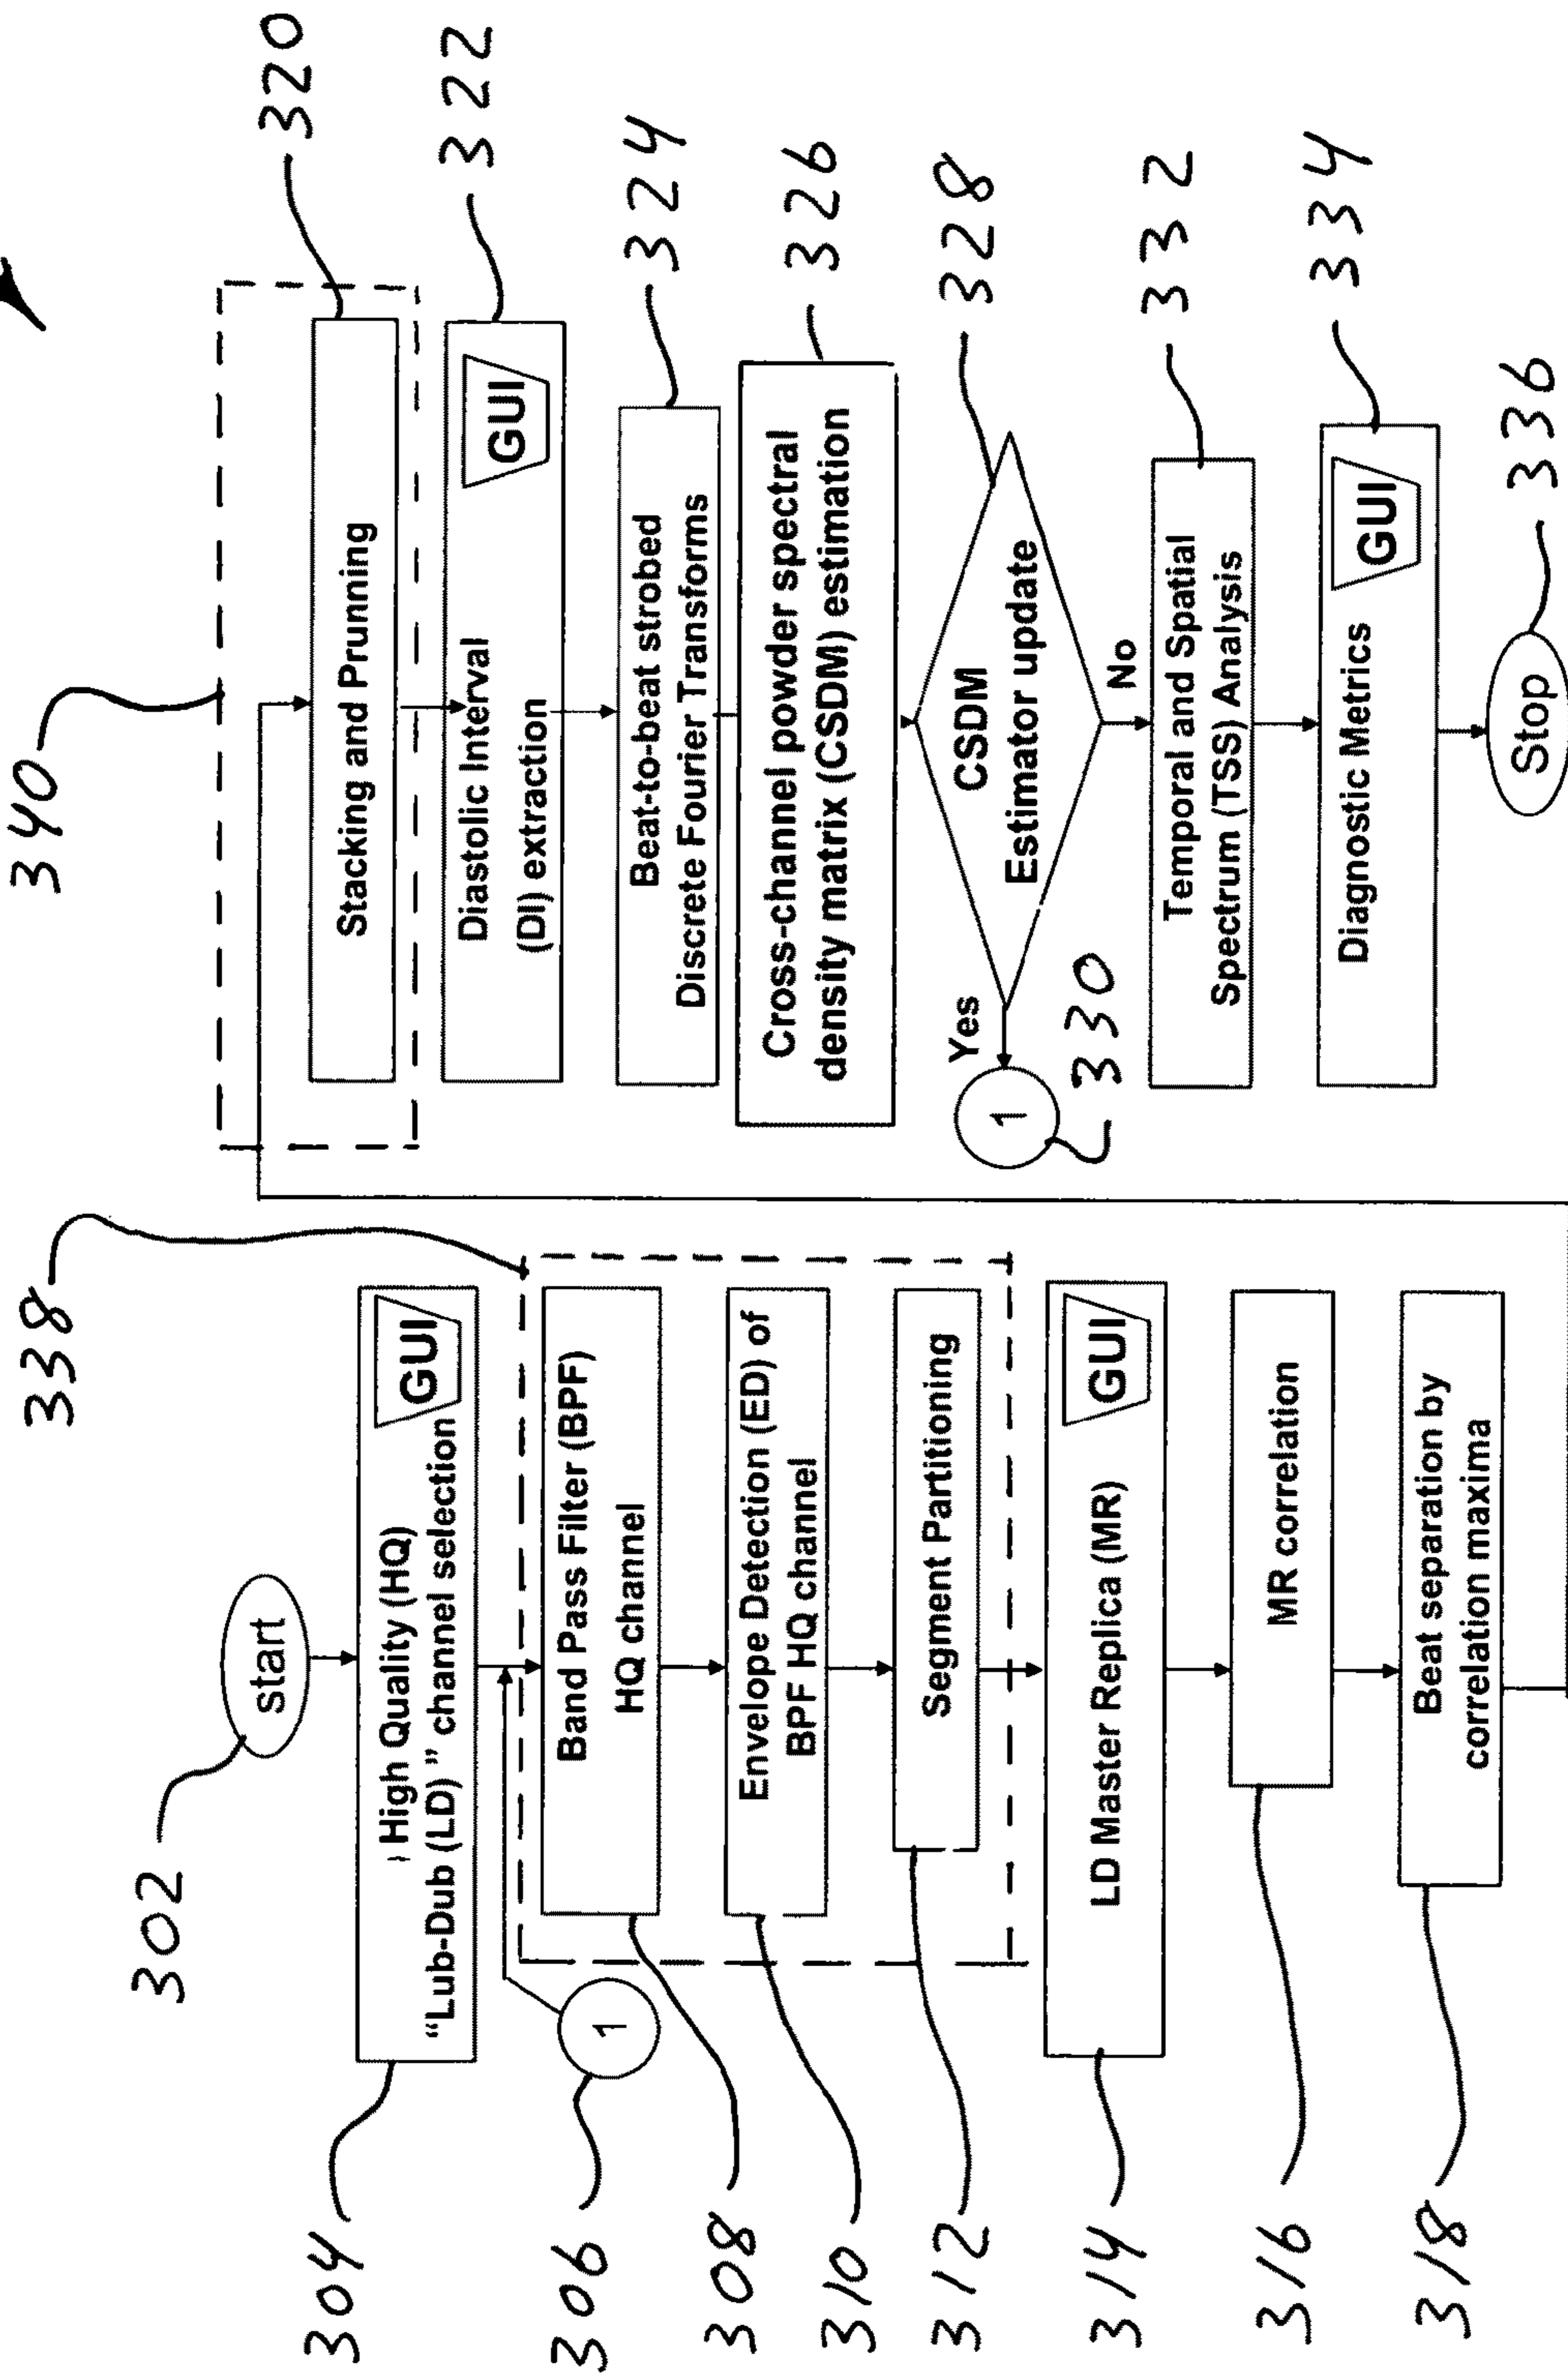 338
302
start
304
High Quality (HQ)
"Lub-Dub (LD) " channel selection
GUI
306
1
308
Band Pass Filter (BPF)
HQ channel
310
Envelope Detection (ED) of
BPF HQ channel
312
Segment Partitioning
314
LD Master Replica (MR)
GUI
316
MR correlation
318
Beat separation by
correlation maxima
340
320
Stacking and Prunning
322
Diastolic Interval
(DI) extraction
GUI
324
Beat-to-beat strobed
Discrete Fourier Transforms
326
Cross-channel powder spectral
density matrix (CSDM) estimation
328
CSDM
Estimator update
Yes
1
330
No
332
Temporal and Spatial
Spectrum (TSS) Analysis
334
Diagnostic Metrics
GUI
336
Stop